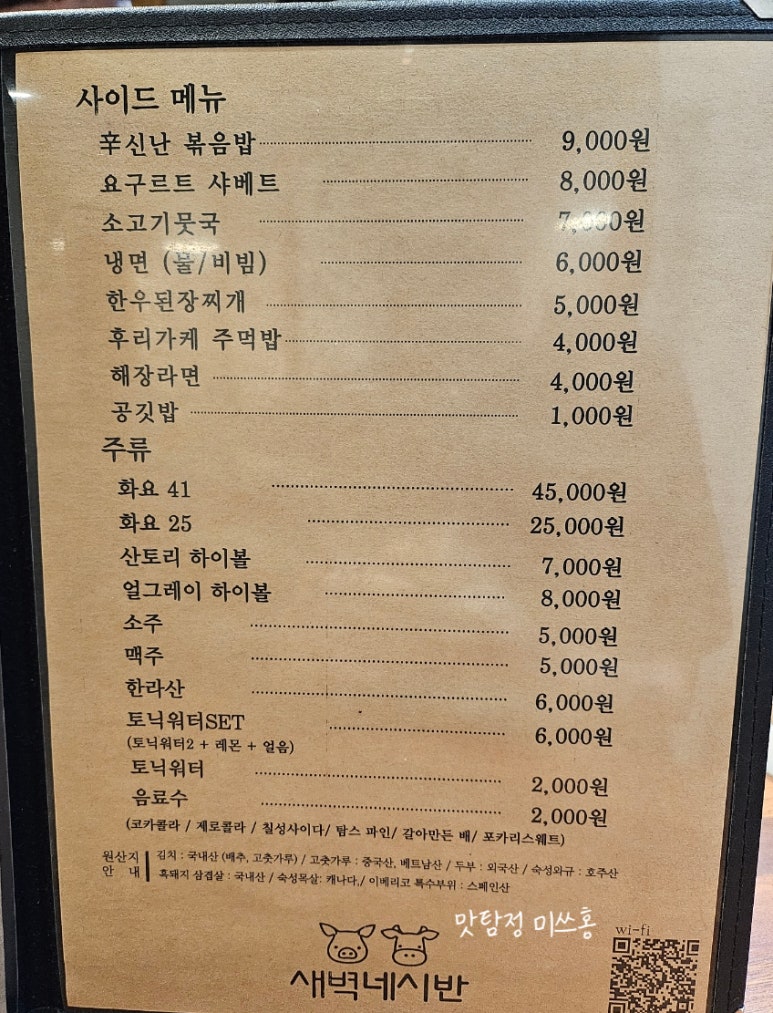 사이드 메뉴
辛신난 볶음밥 9,000원
요구르트 샤베트 8,000원
소고기뭇국 7,000원
냉면 (물/비빔) 6,000원
한우된장찌개 5,000원
후리가케 주먹밥 4,000원
해장라면 4,000원
공깃밥 1,000원
주류
화요 41 45,000원
화요 25 25,000원
산토리 하이볼 7,000원
얼그레이 하이볼 8,000원
소주 5,000원
맥주 5,000원
한라산 6,000원
토닉워터SET 6,000원
(토닉워터2 + 레몬 + 얼음)
토닉워터 2,000원
음료수 2,000원
(코카콜라 / 제로콜라 / 칠성사이다/ 탐스 파인/ 갈아만든 배/ 포카리스웨트)
원산지 안내
김치 : 국내산 (배추, 고춧가루) / 고춧가루 : 중국산, 베트남산 / 두부 : 외국산 / 숙성와규 : 호주산
흑돼지 삼겹살 : 국내산 / 숙성목살: 캐나다,/ 이베리코 특수부위 : 스페인산
맛탐정 미쓰홍
wi-fi
새벽네시반